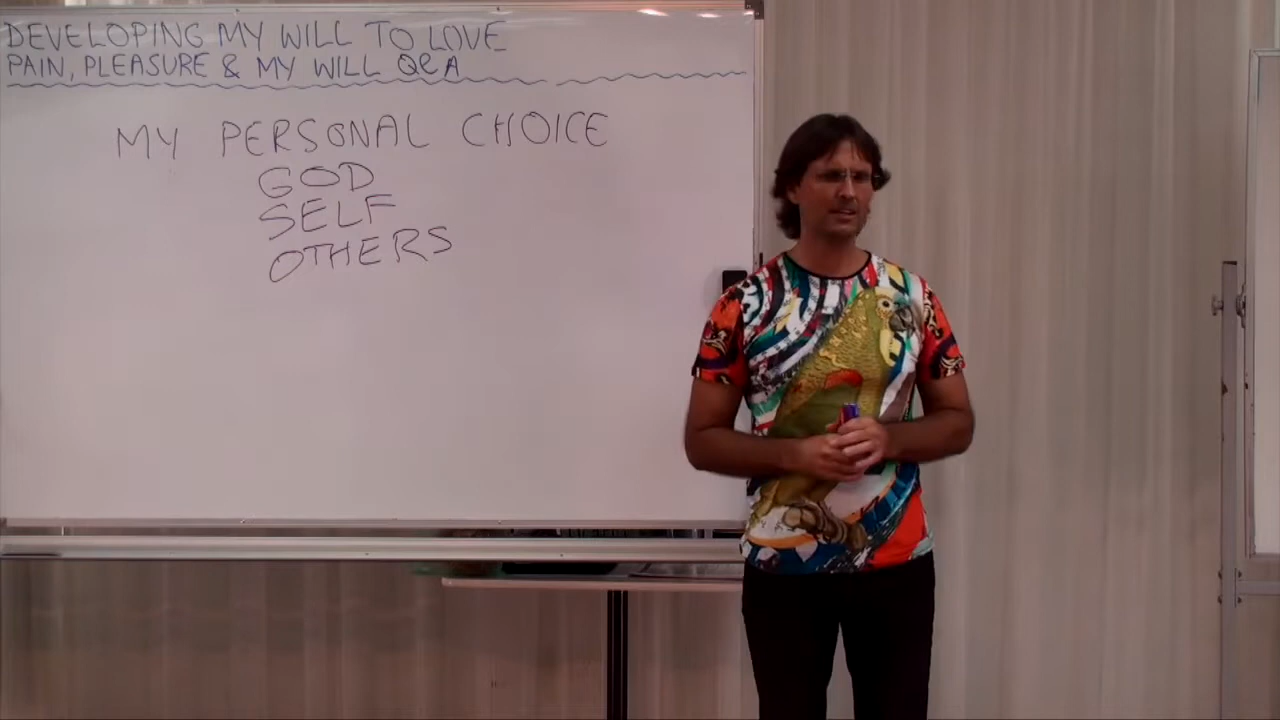 DEVELOPING MY WILL TO LOVE
PAIN, PLEASURE & MY WILL Q&A
MY PERSONAL CHOICE
GOD
SELF
OTHERS